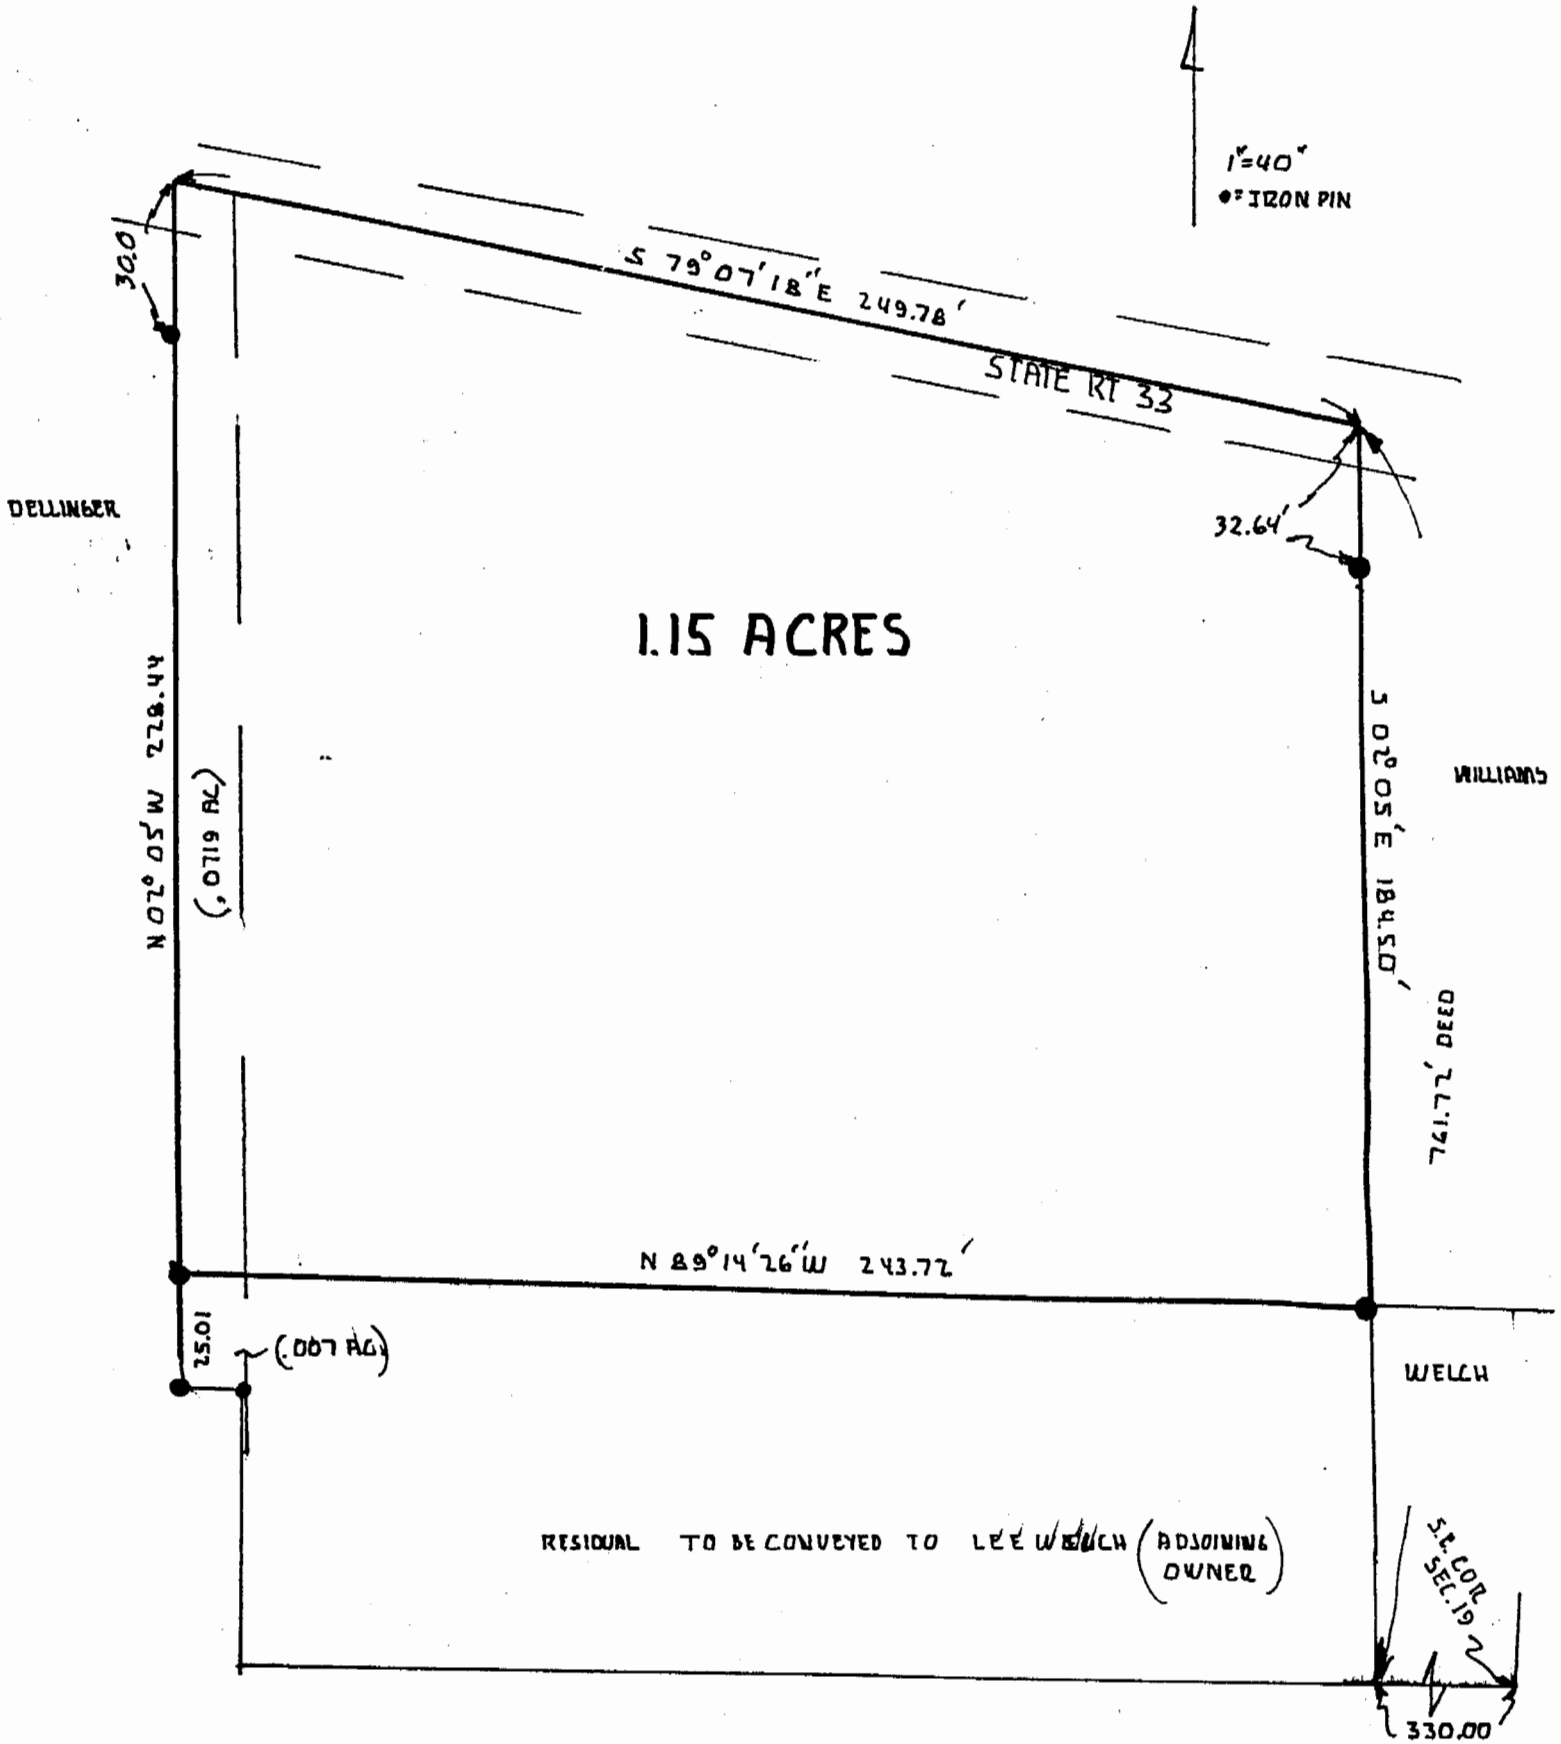 1"=40"
•= IRON PIN
30.0
S 79°07'18"E 249.78'
STATE RT 33
DELLINGER
32.64'
1.15 ACRES
N 02° 05' W 228.44
(.0719 AC)
S 02°05'E 184.50'
WILLIAMS
761.72' DEED
N 89°14'26"W 243.72'
25.01
(.007 AC)
WELCH
RESIDUAL TO BE CONVEYED TO LEE WELCH (ADJOINING
OWNER)
S.E. COR
SEC. 19
330.00